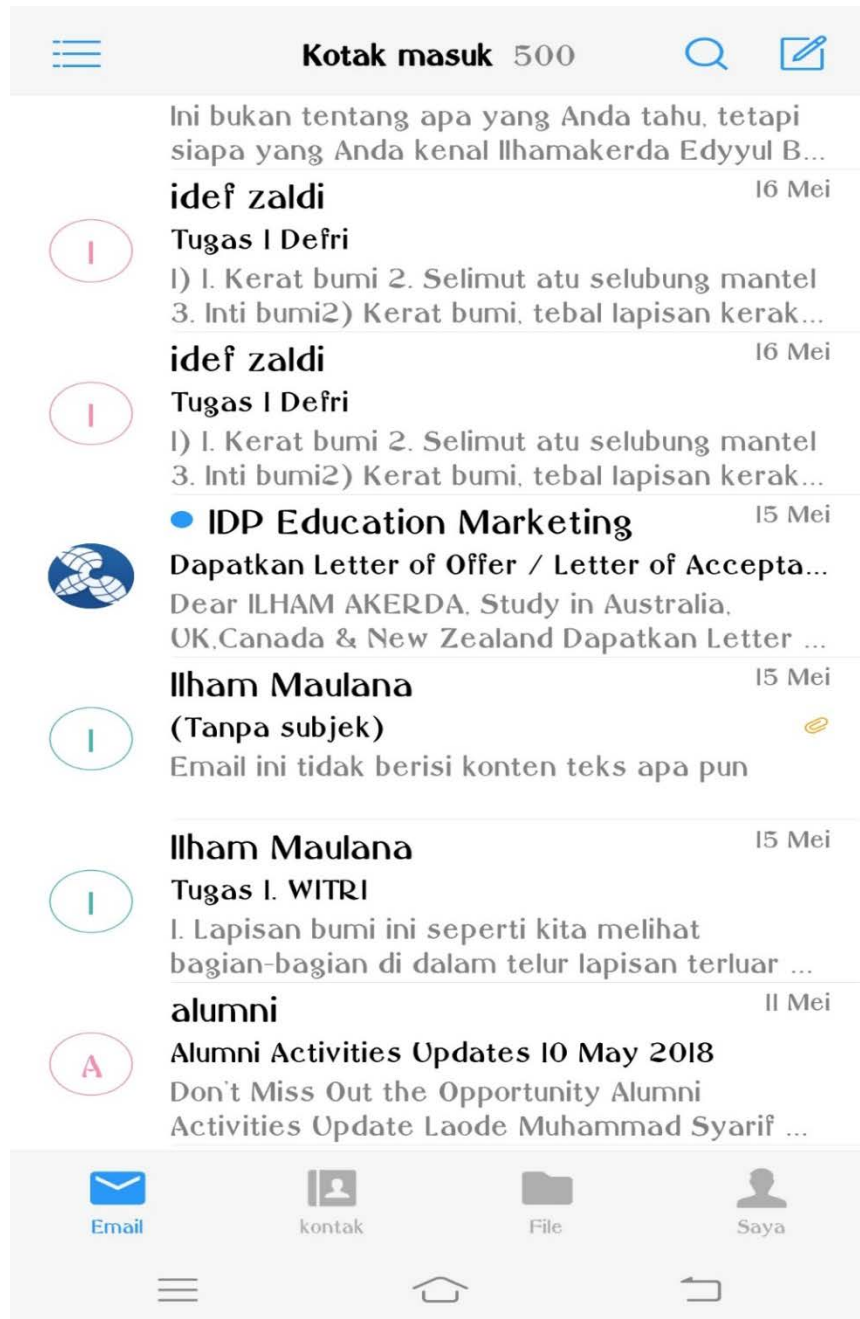 Kotak masuk 500
Ini bukan tentang apa yang Anda tahu, tetapi
siapa yang Anda kenal Ilhamakerda Edyyul B...
idef zaldi 16 Mei
I
Tugas 1 Defri
1) 1. Kerat bumi 2. Selimut atu selubung mantel
3. Inti bumi2) Kerat bumi, tebal lapisan kerak...
idef zaldi 16 Mei
I
Tugas 1 Defri
1) 1. Kerat bumi 2. Selimut atu selubung mantel
3. Inti bumi2) Kerat bumi, tebal lapisan kerak...
IDP Education Marketing 15 Mei
Dapatkan Letter of Offer / Letter of Accepta...
Dear ILHAM AKERDA, Study in Australia,
UK,Canada & New Zealand Dapatkan Letter ...
Ilham Maulana 15 Mei
I
(Tanpa subjek)
Email ini tidak berisi konten teks apa pun
Ilham Maulana 15 Mei
I
Tugas 1. WITRI
1. Lapisan bumi ini seperti kita melihat
bagian-bagian di dalam telur lapisan terluar ...
alumni 11 Mei
A
Alumni Activities Updates 10 May 2018
Don't Miss Out the Opportunity Alumni
Activities Update Laode Muhammad Syarif ...
Email kontak File Saya